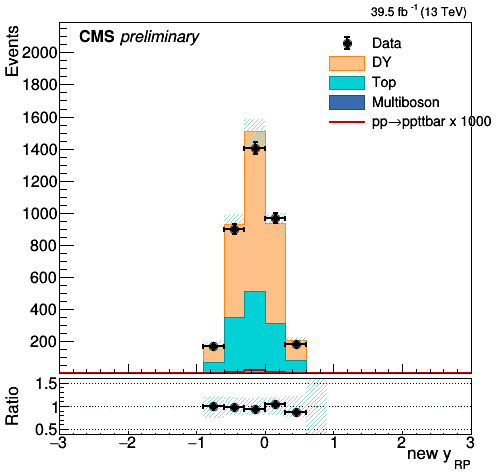 39.5 fb⁻¹ (13 TeV)
Events
CMS preliminary
Data
DY
Top
Multiboson
pp→ppttbar x 1000
2000
1800
1600
1400
1200
1000
800
600
400
200
Ratio
1.5
1
0.5
−3 −2 −1 0 1 2 3
new y RP